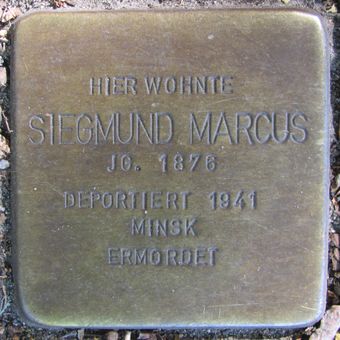 HIER WOHNTE
SIEGMUND MARCUS
JG. 1876
DEPORTIERT 1941
MINSK
ERMORDET